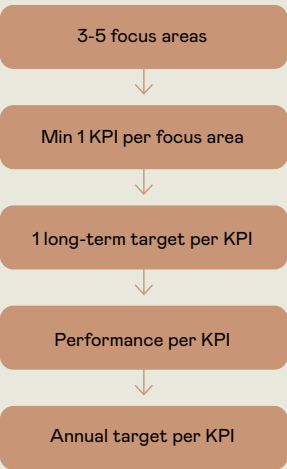 3-5 focus areas
Min 1 KPI per focus area
1 long-term target per KPI
Performance per KPI
Annual target per KPI